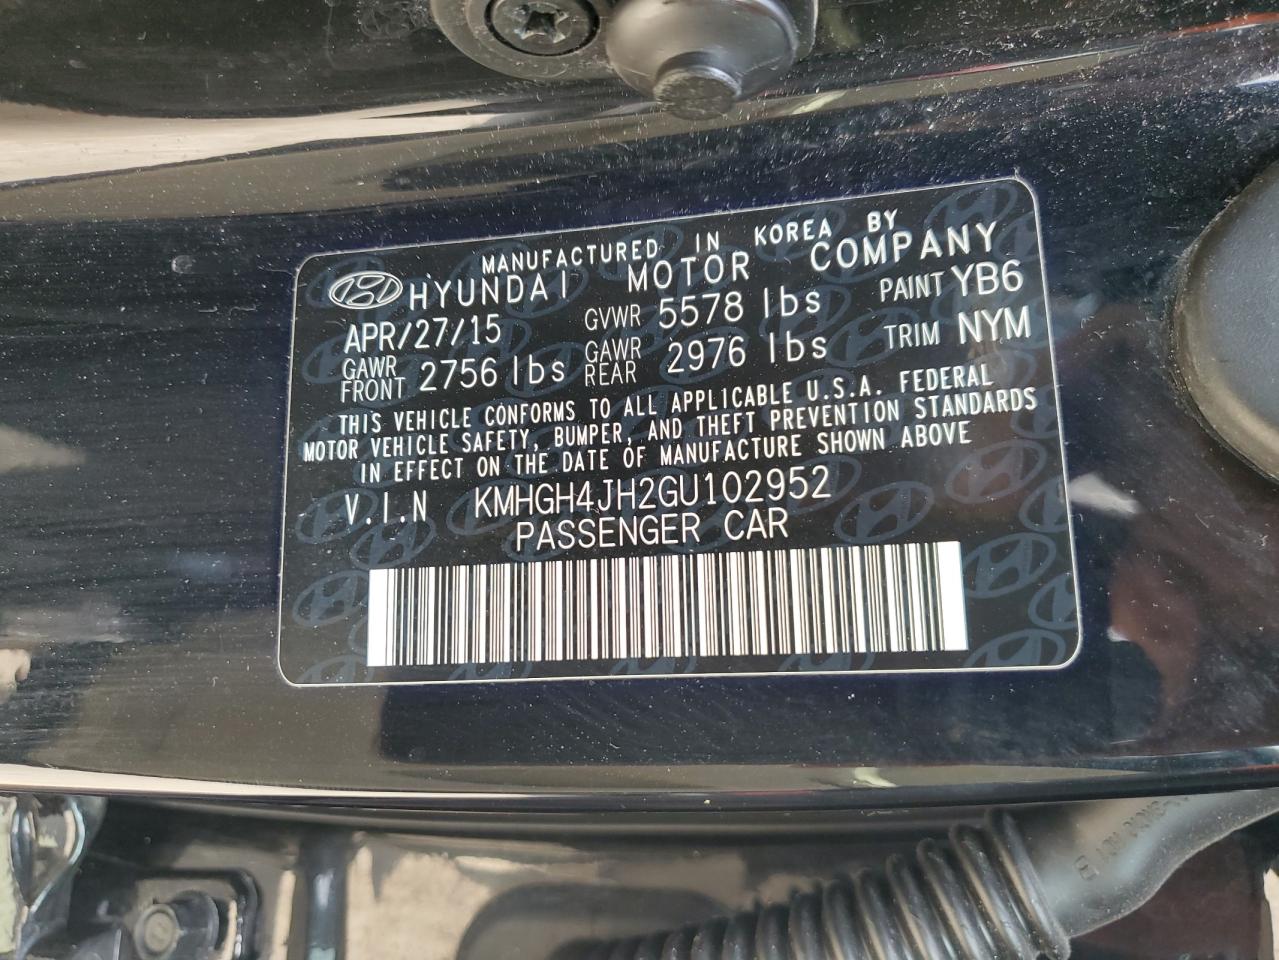 MANUFACTURED IN KOREA BY
HYUNDAI MOTOR COMPANY
APR/27/15 GVWR 5578 lbs PAINT YB6
GAWR FRONT 2756 lbs GAWR REAR 2976 lbs TRIM NYM
THIS VEHICLE CONFORMS TO ALL APPLICABLE U.S.A. FEDERAL
MOTOR VEHICLE SAFETY, BUMPER, AND THEFT PREVENTION STANDARDS
IN EFFECT ON THE DATE OF MANUFACTURE SHOWN ABOVE
V.I.N KMHGH4JH2GU102952
PASSENGER CAR